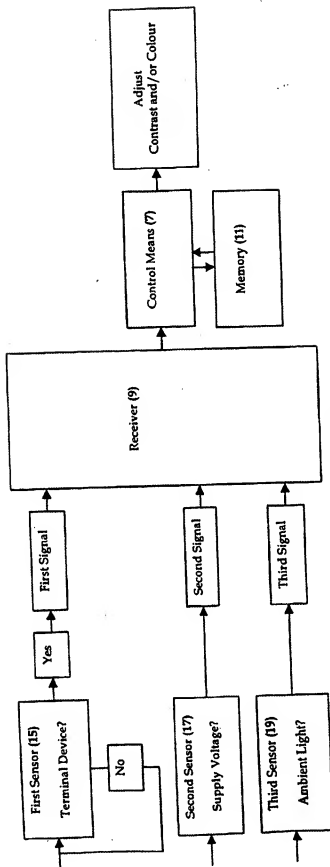 First Sensor (15)
Terminal Device?
Yes
No
First Signal
Second Sensor (17)
Supply Voltage?
Second Signal
Third Sensor (19)
Ambient Light?
Third Signal
Receiver (9)
Control Means (7)
Memory (11)
Adjust
Contrast and/or Colour